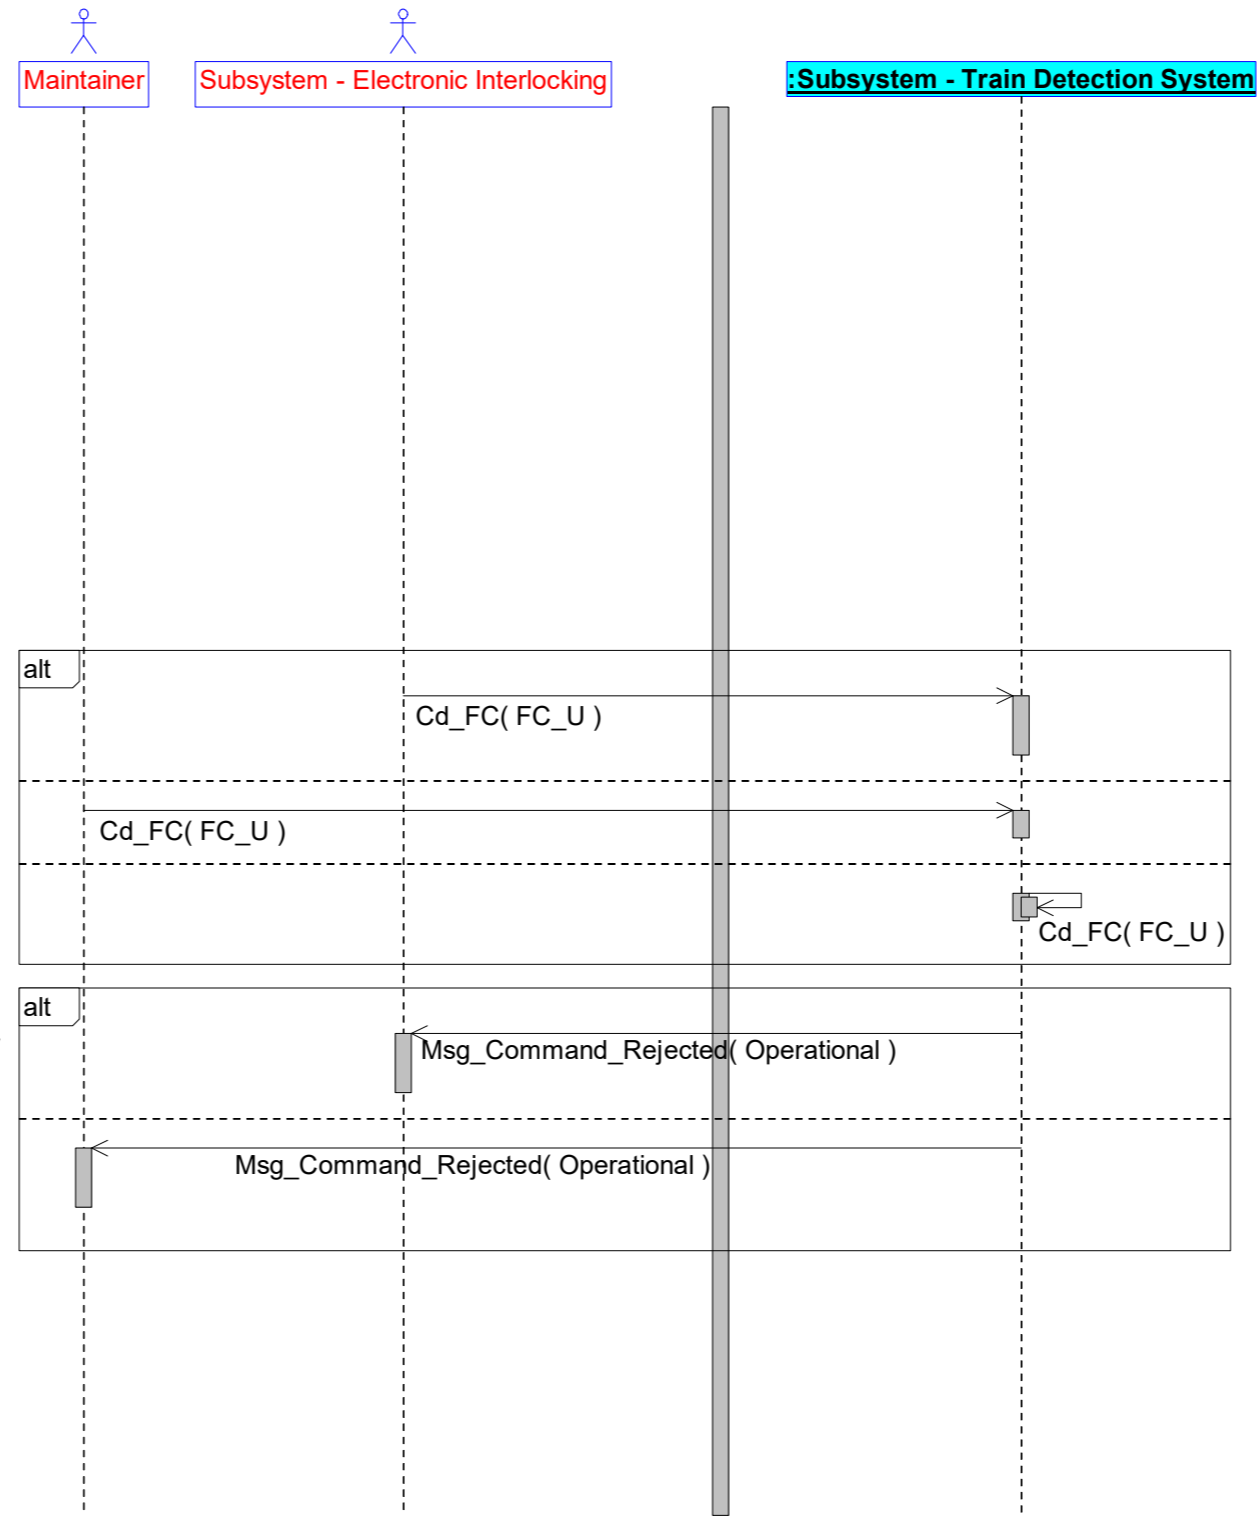 Maintainer
Subsystem - Electronic Interlocking
:Subsystem - Train Detection System
alt
Cd_FC( FC_U )
Cd_FC( FC_U )
Cd_FC( FC_U )
alt
Msg_Command_Rejected( Operational )
Msg_Command_Rejected( Operational )